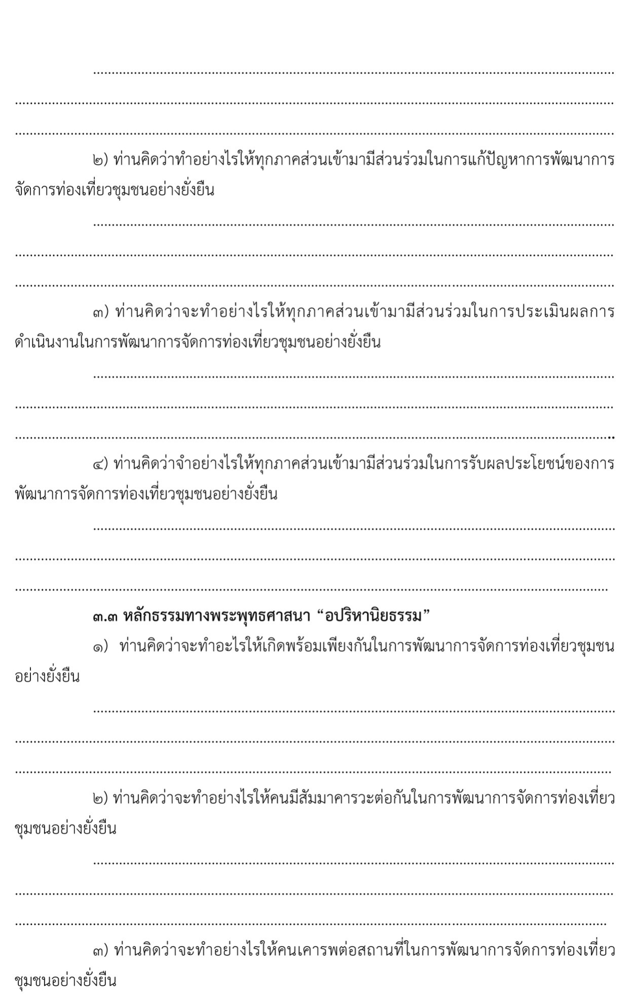 ๒) ท่านคิดว่าทำอย่างไรให้ทุกภาคส่วนเข้ามามีส่วนร่วมในการแก้ปัญหาการพัฒนาการ
จัดการท่องเที่ยวชุมชนอย่างยั่งยืน
๓) ท่านคิดว่าจะทำอย่างไรให้ทุกภาคส่วนเข้ามามีส่วนร่วมในการประเมินผลการ
ดำเนินงานในการพัฒนาการจัดการท่องเที่ยวชุมชนอย่างยั่งยืน
๔) ท่านคิดว่าจำอย่างไรให้ทุกภาคส่วนเข้ามามีส่วนร่วมในการรับผลประโยชน์ของการ
พัฒนาการจัดการท่องเที่ยวชุมชนอย่างยั่งยืน
๓.๓ หลักธรรมทางพระพุทธศาสนา “อปริหานิยธรรม”
๑) ท่านคิดว่าจะทำอะไรให้เกิดพร้อมเพียงกันในการพัฒนาการจัดการท่องเที่ยวชุมชน
อย่างยั่งยืน
๒) ท่านคิดว่าจะทำอย่างไรให้คนมีสัมมาคารวะต่อกันในการพัฒนาการจัดการท่องเที่ยว
ชุมชนอย่างยั่งยืน
๓) ท่านคิดว่าจะทำอย่างไรให้คนเคารพต่อสถานที่ในการพัฒนาการจัดการท่องเที่ยว
ชุมชนอย่างยั่งยืน